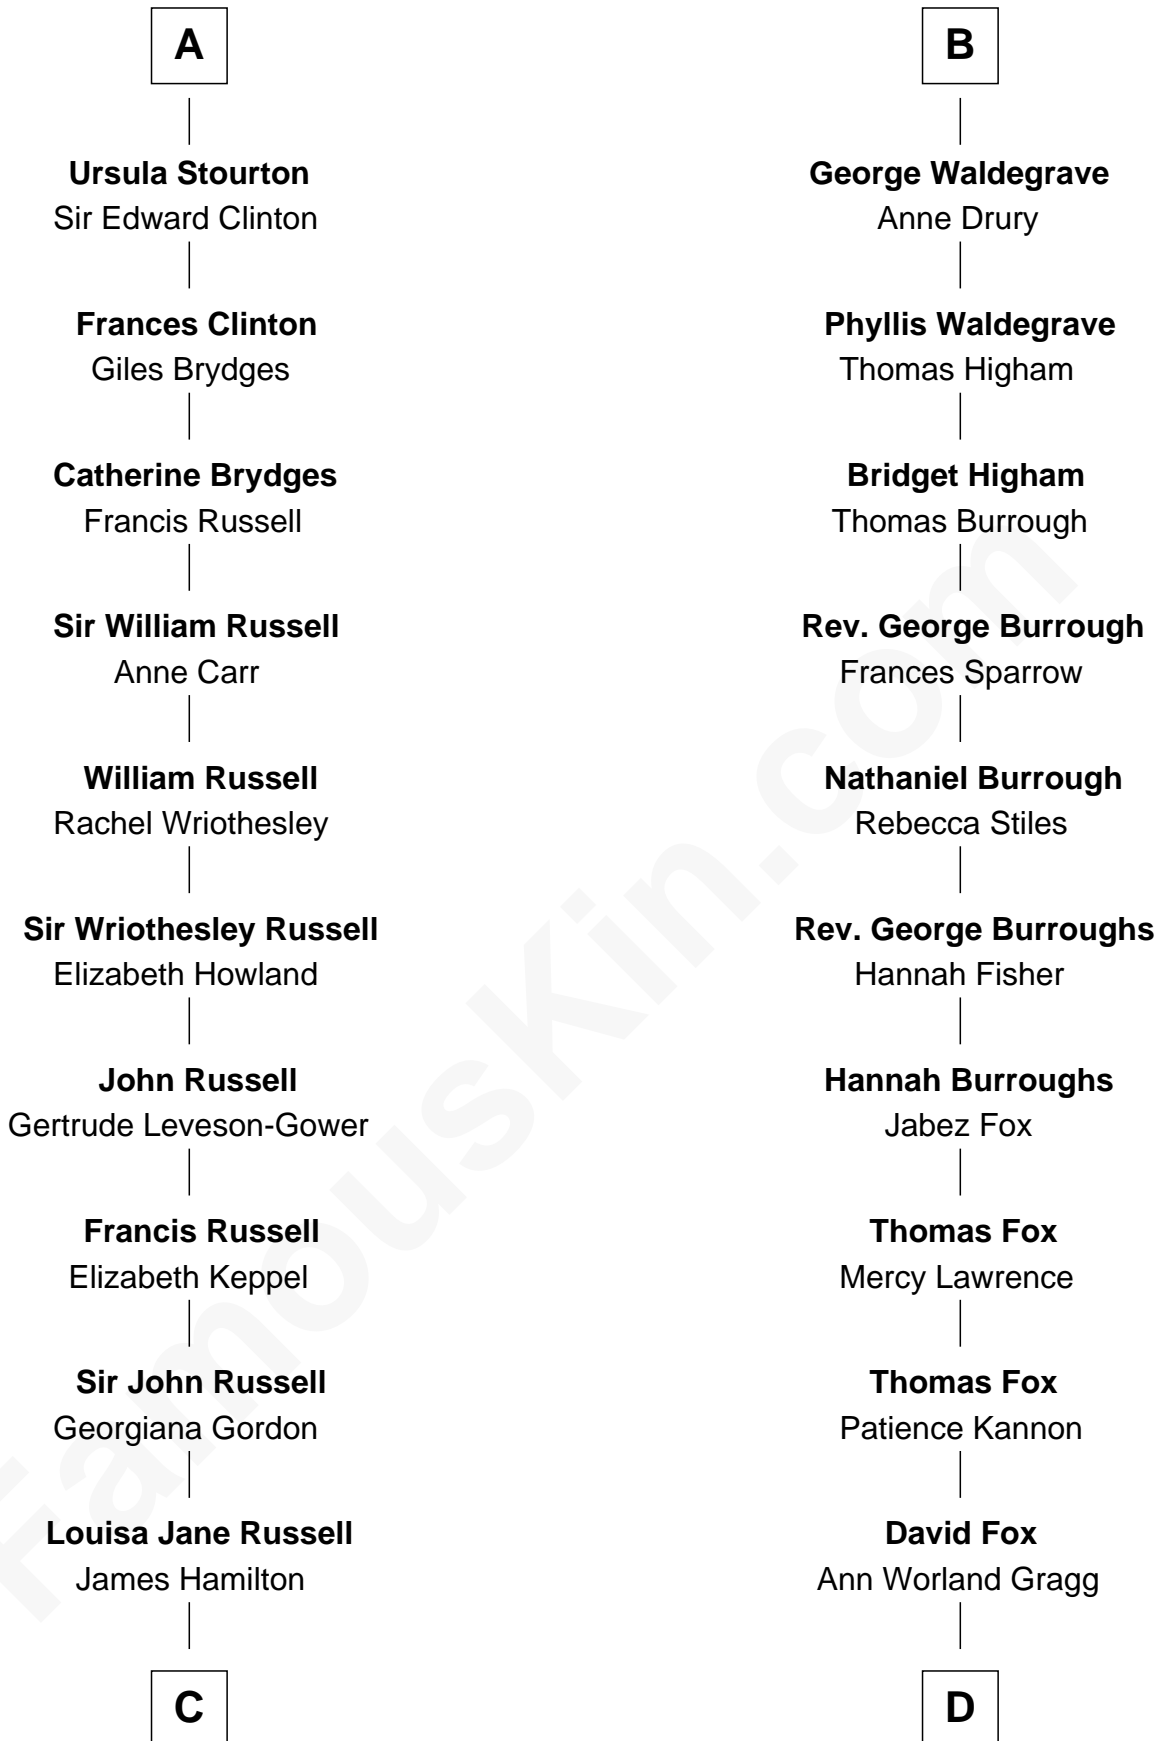 A
B
Ursula Stourton
Sir Edward Clinton
George Waldegrave
Anne Drury
Frances Clinton
Giles Brydges
Phyllis Waldegrave
Thomas Higham
Catherine Brydges
Francis Russell
Bridget Higham
Thomas Burrough
Sir William Russell
Anne Carr
Rev. George Burrough
Frances Sparrow
William Russell
Rachel Wriothesley
Nathaniel Burrough
Rebecca Stiles
Sir Wriothesley Russell
Elizabeth Howland
Rev. George Burroughs
Hannah Fisher
John Russell
Gertrude Leveson-Gower
Hannah Burroughs
Jabez Fox
Francis Russell
Elizabeth Keppel
Thomas Fox
Mercy Lawrence
Sir John Russell
Georgiana Gordon
Thomas Fox
Patience Kannon
Louisa Jane Russell
James Hamilton
David Fox
Ann Worland Gragg
C
D
FamousKin.com